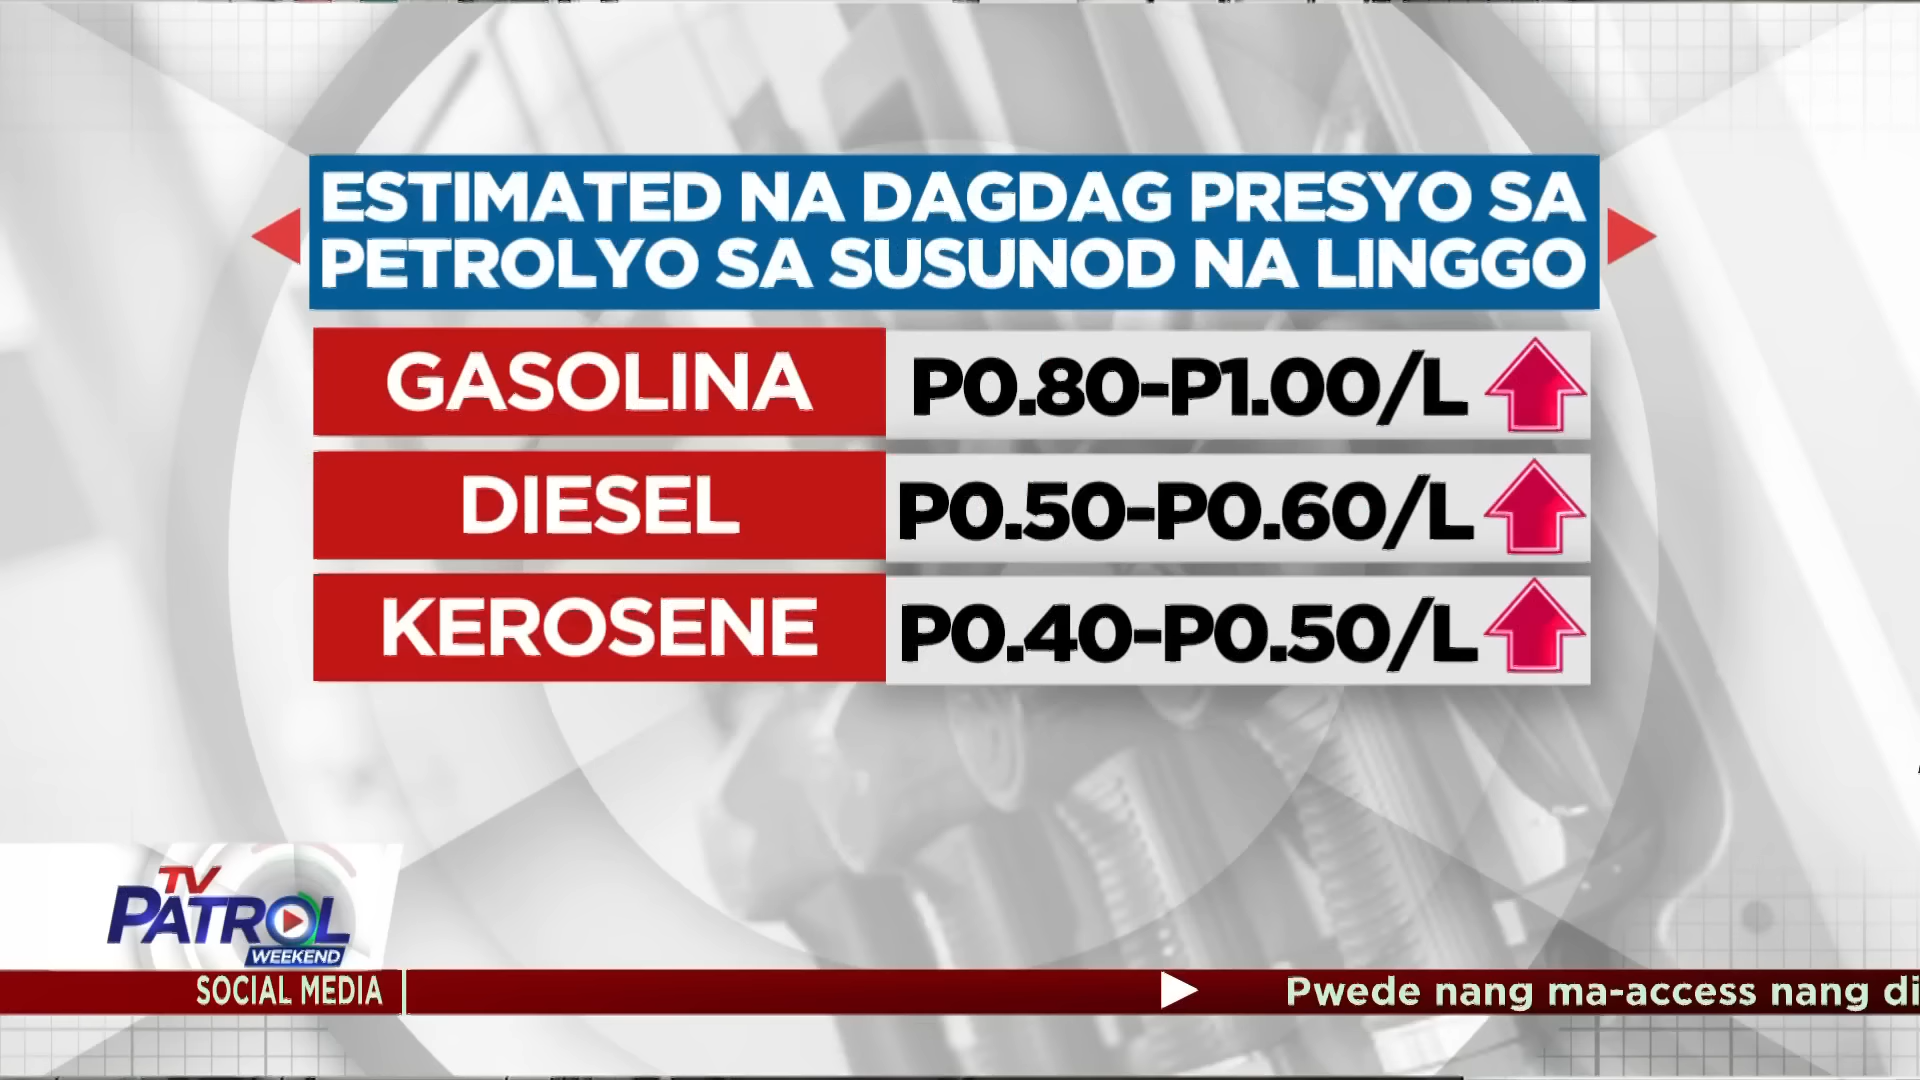 ESTIMATED NA DAGDAG PRESYO SA
PETROLYO SA SUSUNOD NA LINGGO
GASOLINA P0.80-P1.00/L
DIESEL P0.50-P0.60/L
KEROSENE P0.40-P0.50/L
TV
PATROL
WEEKEND
SOCIAL MEDIA Pwede nang ma-access nang di